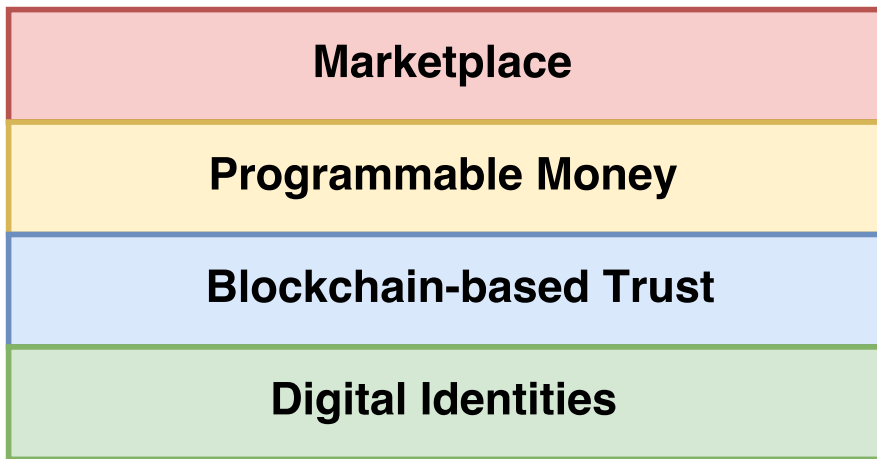 Marketplace
Programmable Money
Blockchain-based Trust
Digital Identities